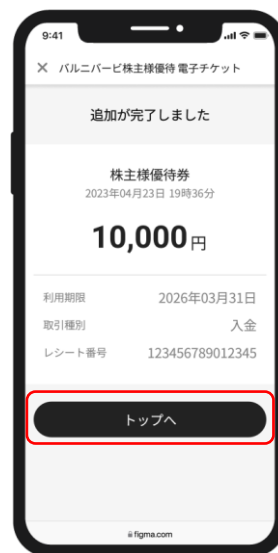 9:41
× バルニバービ株主様優待 電子チケット
追加が完了しました
株主様優待券
2023年04月23日 19時36分
10,000 円
利用期限 2026年03月31日
取引種別 入金
レシート番号 123456789012345
トップへ
figma.com